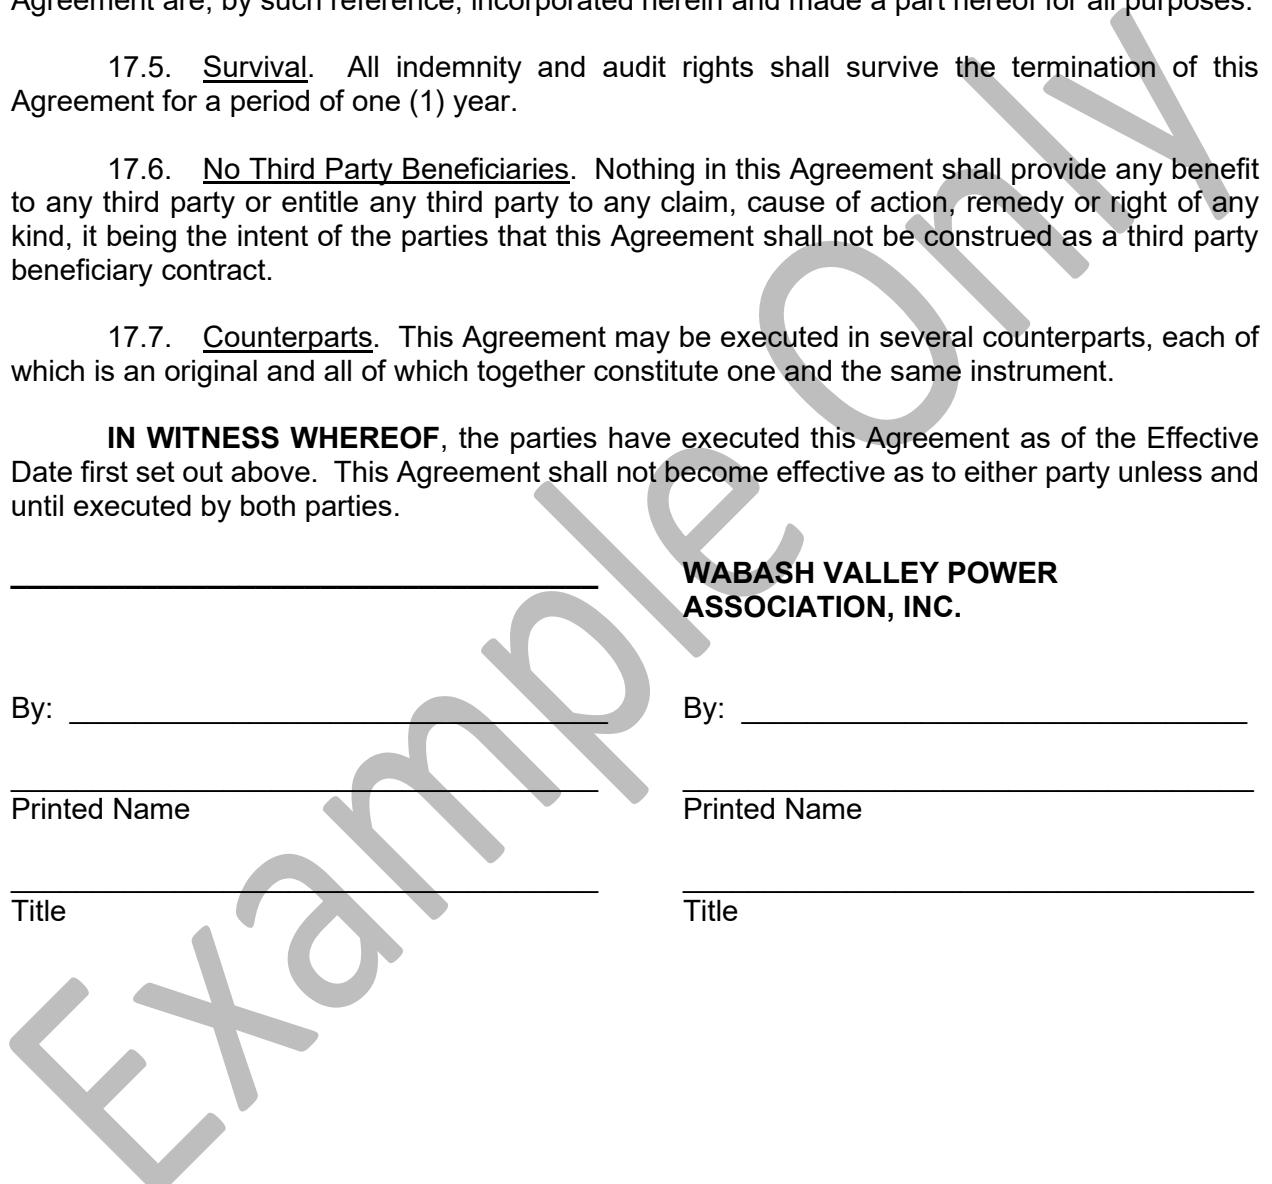 Agreement are, by such reference, incorporated herein and made a part hereof for all purposes.
17.5. Survival. All indemnity and audit rights shall survive the termination of this
Agreement for a period of one (1) year.
17.6. No Third Party Beneficiaries. Nothing in this Agreement shall provide any benefit
to any third party or entitle any third party to any claim, cause of action, remedy or right of any
kind, it being the intent of the parties that this Agreement shall not be construed as a third party
beneficiary contract.
17.7. Counterparts. This Agreement may be executed in several counterparts, each of
which is an original and all of which together constitute one and the same instrument.
IN WITNESS WHEREOF, the parties have executed this Agreement as of the Effective
Date first set out above. This Agreement shall not become effective as to either party unless and
until executed by both parties.
WABASH VALLEY POWER
ASSOCIATION, INC.
By:
By:
Printed Name
Printed Name
Title
Title
Example Only